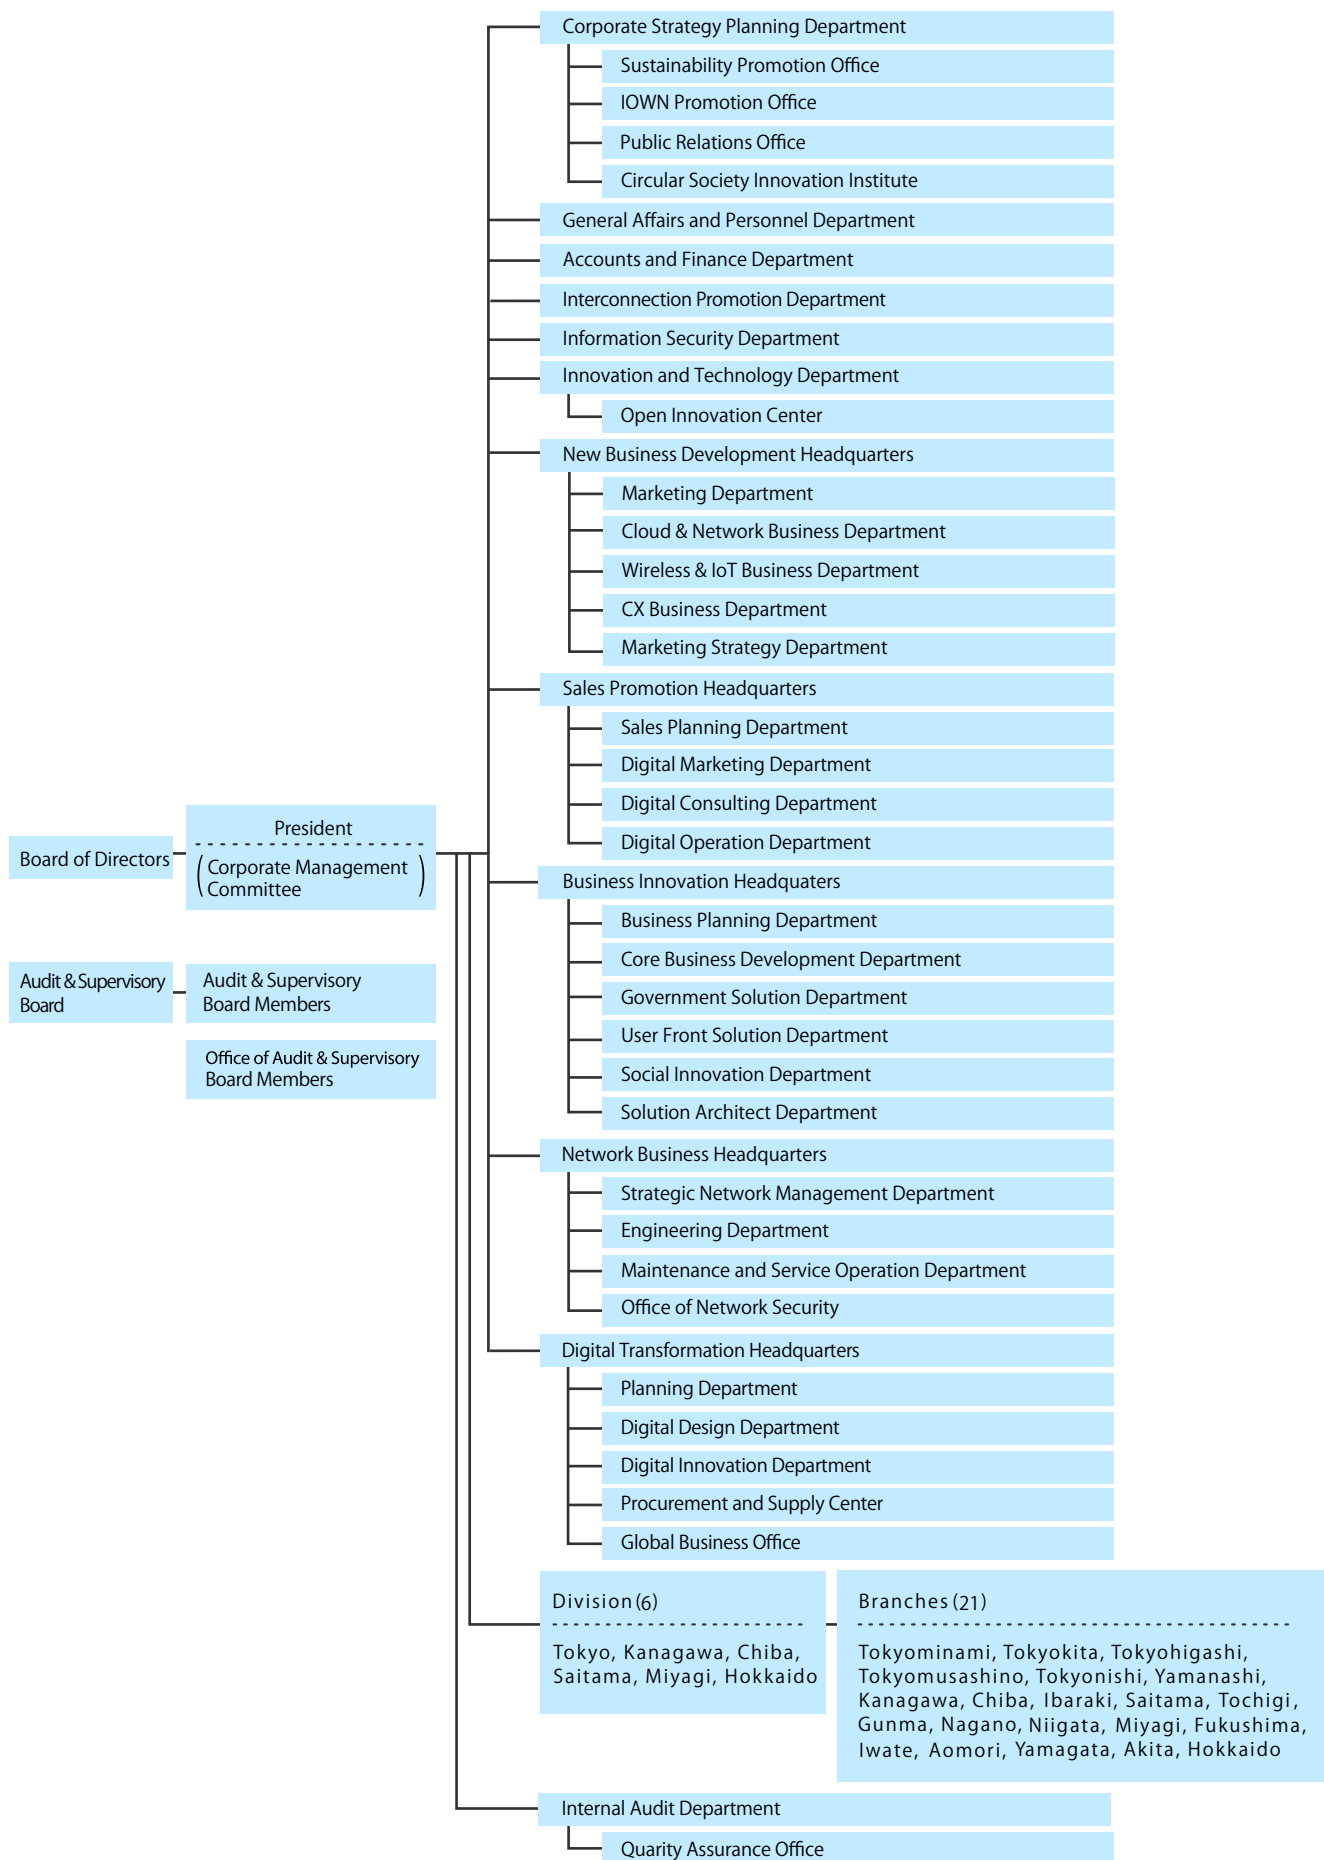 Corporate Strategy Planning Department
Sustainability Promotion Office
IOWN Promotion Office
Public Relations Office
Circular Society Innovation Institute
General Affairs and Personnel Department
Accounts and Finance Department
Interconnection Promotion Department
Information Security Department
Innovation and Technology Department
Open Innovation Center
New Business Development Headquarters
Marketing Department
Cloud & Network Business Department
Wireless & IoT Business Department
CX Business Department
Marketing Strategy Department
Sales Promotion Headquarters
Sales Planning Department
Digital Marketing Department
Digital Consulting Department
Digital Operation Department
Board of Directors
President
(Corporate Management
Committee)
Audit & Supervisory
Board
Audit & Supervisory
Board Members
Office of Audit & Supervisory
Board Members
Business Innovation Headquaters
Business Planning Department
Core Business Development Department
Government Solution Department
User Front Solution Department
Social Innovation Department
Solution Architect Department
Network Business Headquarters
Strategic Network Management Department
Engineering Department
Maintenance and Service Operation Department
Office of Network Security
Digital Transformation Headquarters
Planning Department
Digital Design Department
Digital Innovation Department
Procurement and Supply Center
Global Business Office
Division (6)
Tokyo, Kanagawa, Chiba,
Saitama, Miyagi, Hokkaido
Branches (21)
Tokyominami, Tokyokita, Tokyohigashi,
Tokyomusashino, Tokyonishi, Yamanashi,
Kanagawa, Chiba, Ibaraki, Saitama, Tochigi,
Gunma, Nagano, Niigata, Miyagi, Fukushima,
Iwate, Aomori, Yamagata, Akita, Hokkaido
Internal Audit Department
Quarity Assurance Office